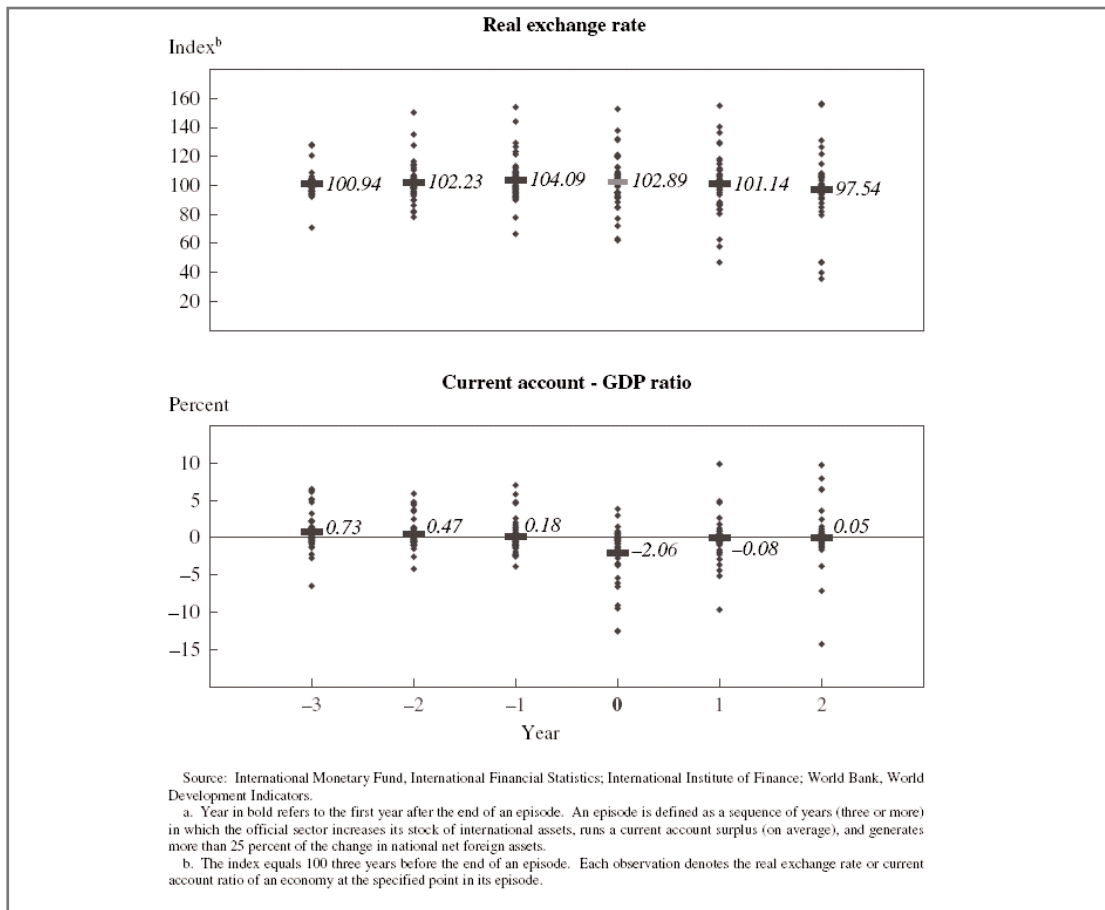 Real exchange rate
Indexb
160
140
120
100
80
60
40
20
100.94
102.23
104.09
102.89
101.14
97.54
Current account - GDP ratio
Percent
10
5
0
–5
–10
–15
0.73
0.47
0.18
–2.06
–0.08
0.05
–3 –2 –1 0 1 2
Year
Source: International Monetary Fund, International Financial Statistics; International Institute of Finance; World Bank, World
Development Indicators.
a. Year in bold refers to the first year after the end of an episode. An episode is defined as a sequence of years (three or more)
in which the official sector increases its stock of international assets, runs a current account surplus (on average), and generates
more than 25 percent of the change in national net foreign assets.
b. The index equals 100 three years before the end of an episode. Each observation denotes the real exchange rate or current
account ratio of an economy at the specified point in its episode.